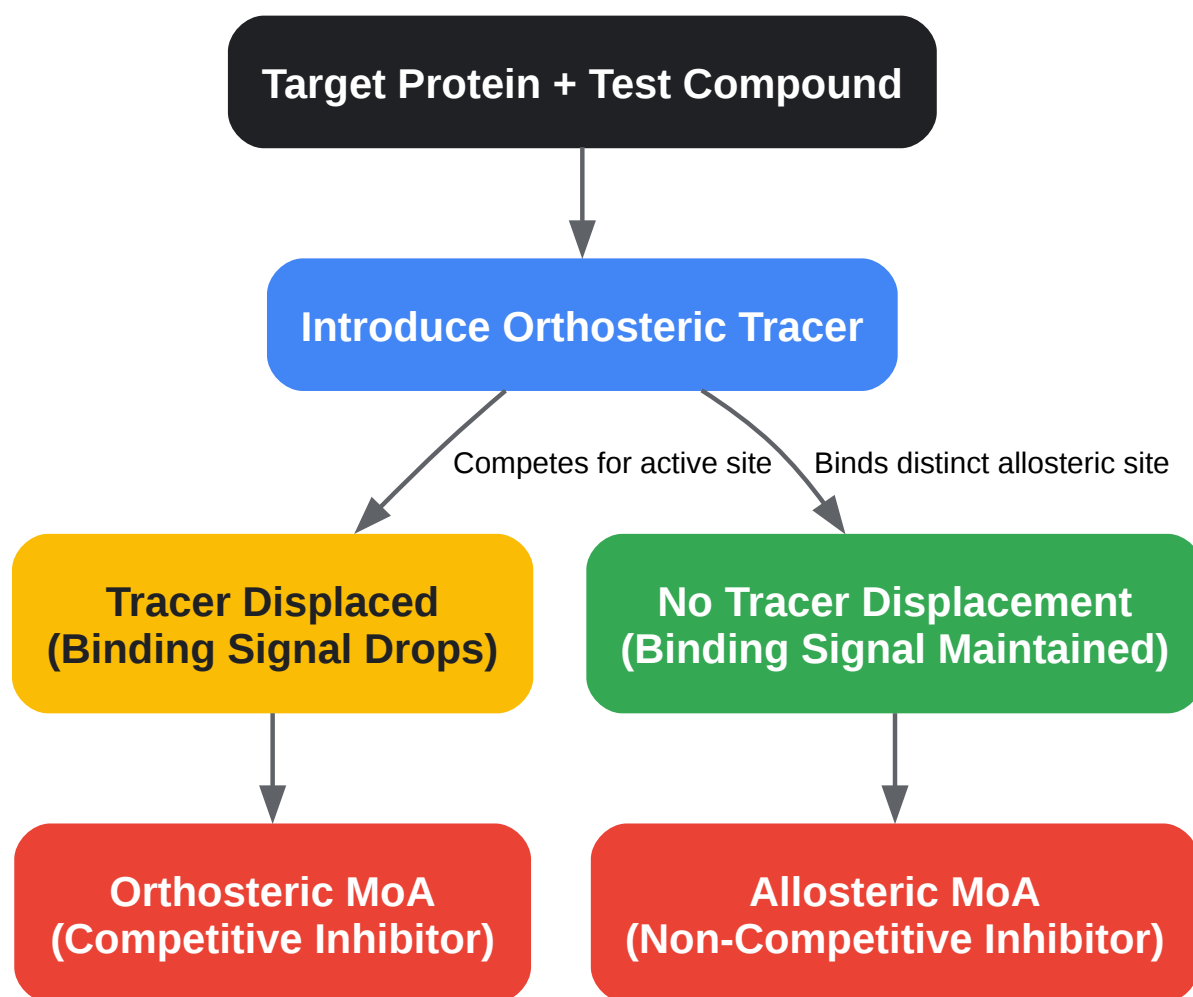 Target Protein + Test Compound
Introduce Orthosteric Tracer
Competes for active site
Binds distinct allosteric site
Tracer Displaced
(Binding Signal Drops)
No Tracer Displacement
(Binding Signal Maintained)
Orthosteric MoA
(Competitive Inhibitor)
Allosteric MoA
(Non-Competitive Inhibitor)